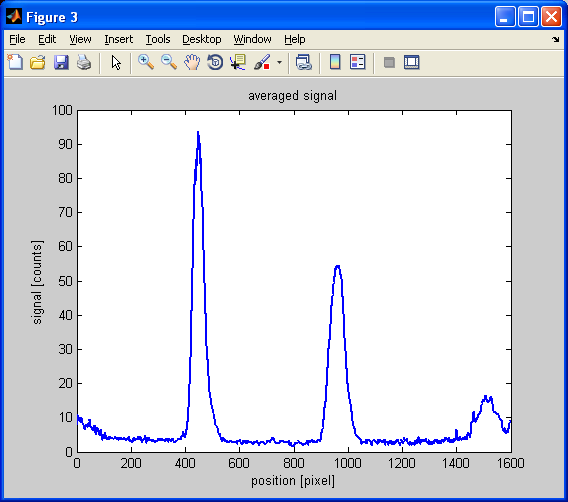 Figure 3
File Edit View Insert Tools Desktop Window Help
averaged signal
100
90
80
70
60
50
40
30
20
10
0
signal [counts]
0 200 400 600 800 1000 1200 1400 1600
position [pixel]